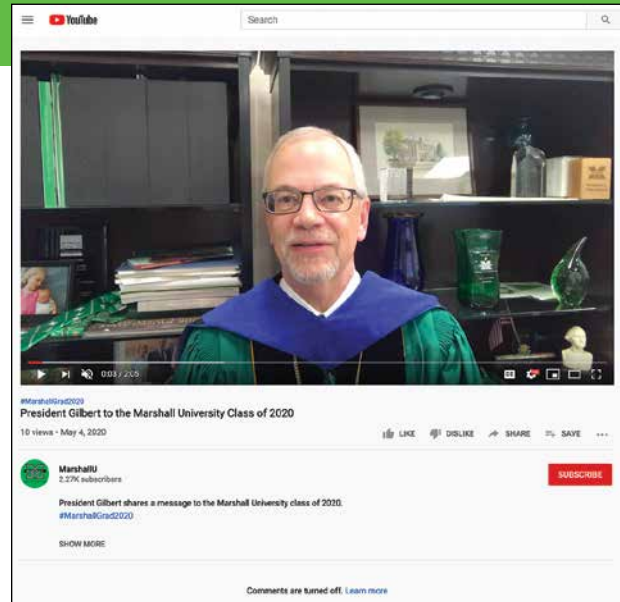 YouTube
Search
0:03 / 2:05
#MarshallGrad2020
President Gilbert to the Marshall University Class of 2020
10 views • May 4, 2020
LIKE DISLIKE SHARE SAVE
MarshallU
2.27K subscribers
SUBSCRIBE
President Gilbert shares a message to the Marshall University class of 2020.
#MarshallGrad2020
SHOW MORE
Comments are turned off. Learn more